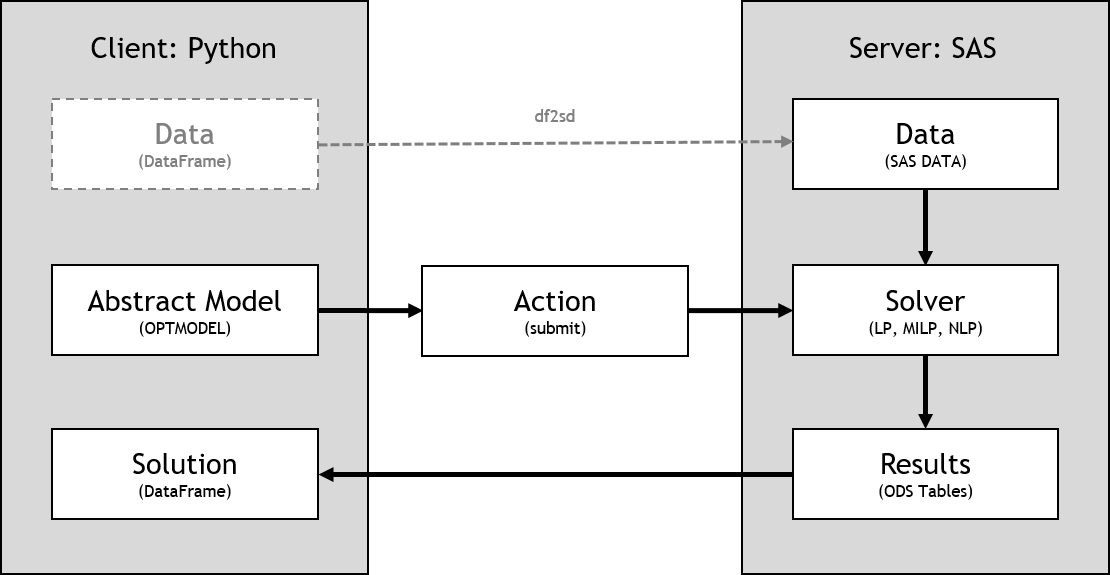 Client: Python
Server: SAS
Data
(DataFrame)
df2sd
Data
(SAS DATA)
Abstract Model
(OPTMODEL)
Action
(submit)
Solver
(LP, MILP, NLP)
Solution
(DataFrame)
Results
(ODS Tables)